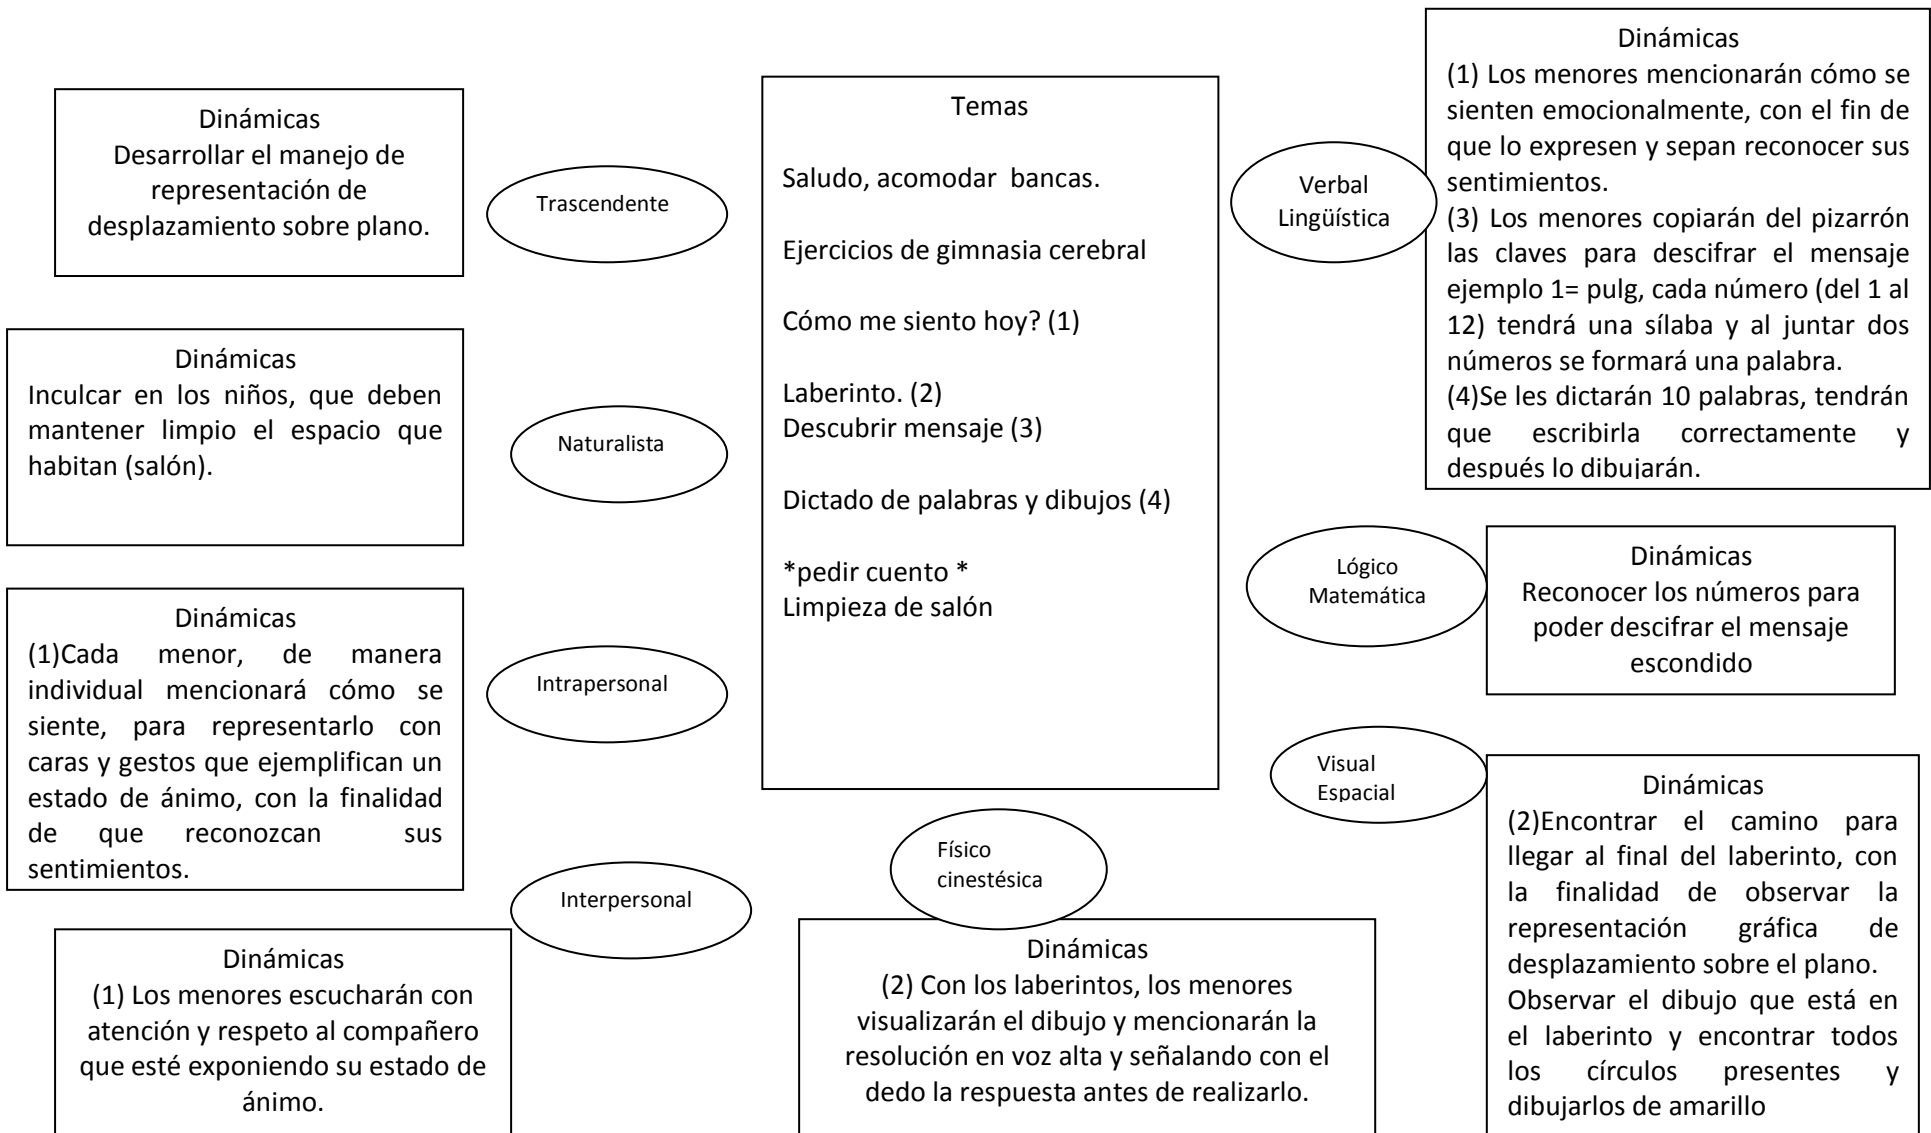 Dinámicas
Desarrollar el manejo de
representación de
desplazamiento sobre plano.
Trascendente
Dinámicas
Inculcar en los niños, que deben
mantener limpio el espacio que
habitan (salón).
Naturalista
Dinámicas
(1)Cada menor, de manera
individual mencionará cómo se
siente, para representarlo con
caras y gestos que ejemplifican un
estado de ánimo, con la finalidad
de que reconozcan sus
sentimientos.
Intrapersonal
Dinámicas
(1) Los menores escucharán con
atención y respeto al compañero
que esté exponiendo su estado de
ánimo.
Interpersonal
Temas
Saludo, acomodar bancas.
Ejercicios de gimnasia cerebral
Cómo me siento hoy? (1)
Laberinto. (2)
Descubrir mensaje (3)
Dictado de palabras y dibujos (4)
*pedir cuento *
Limpieza de salón
Físico
cinestésica
Dinámicas
(2) Con los laberintos, los menores
visualizarán el dibujo y mencionarán la
resolución en voz alta y señalando con el
dedo la respuesta antes de realizarlo.
Verbal
Lingüística
Dinámicas
(1) Los menores mencionarán cómo se
sienten emocionalmente, con el fin de
que lo expresen y sepan reconocer sus
sentimientos.
(3) Los menores copiarán del pizarrón
las claves para descifrar el mensaje
ejemplo 1= pulg, cada número (del 1 al
12) tendrá una sílaba y al juntar dos
números se formará una palabra.
(4)Se les dictarán 10 palabras, tendrán
que escribirla correctamente y
después lo dibujarán.
Lógico
Matemática
Dinámicas
Reconocer los números para
poder descifrar el mensaje
escondido
Visual
Espacial
Dinámicas
(2)Encontrar el camino para
llegar al final del laberinto, con
la finalidad de observar la
representación gráfica de
desplazamiento sobre el plano.
Observar el dibujo que está en
el laberinto y encontrar todos
los círculos presentes y
dibujarlos de amarillo